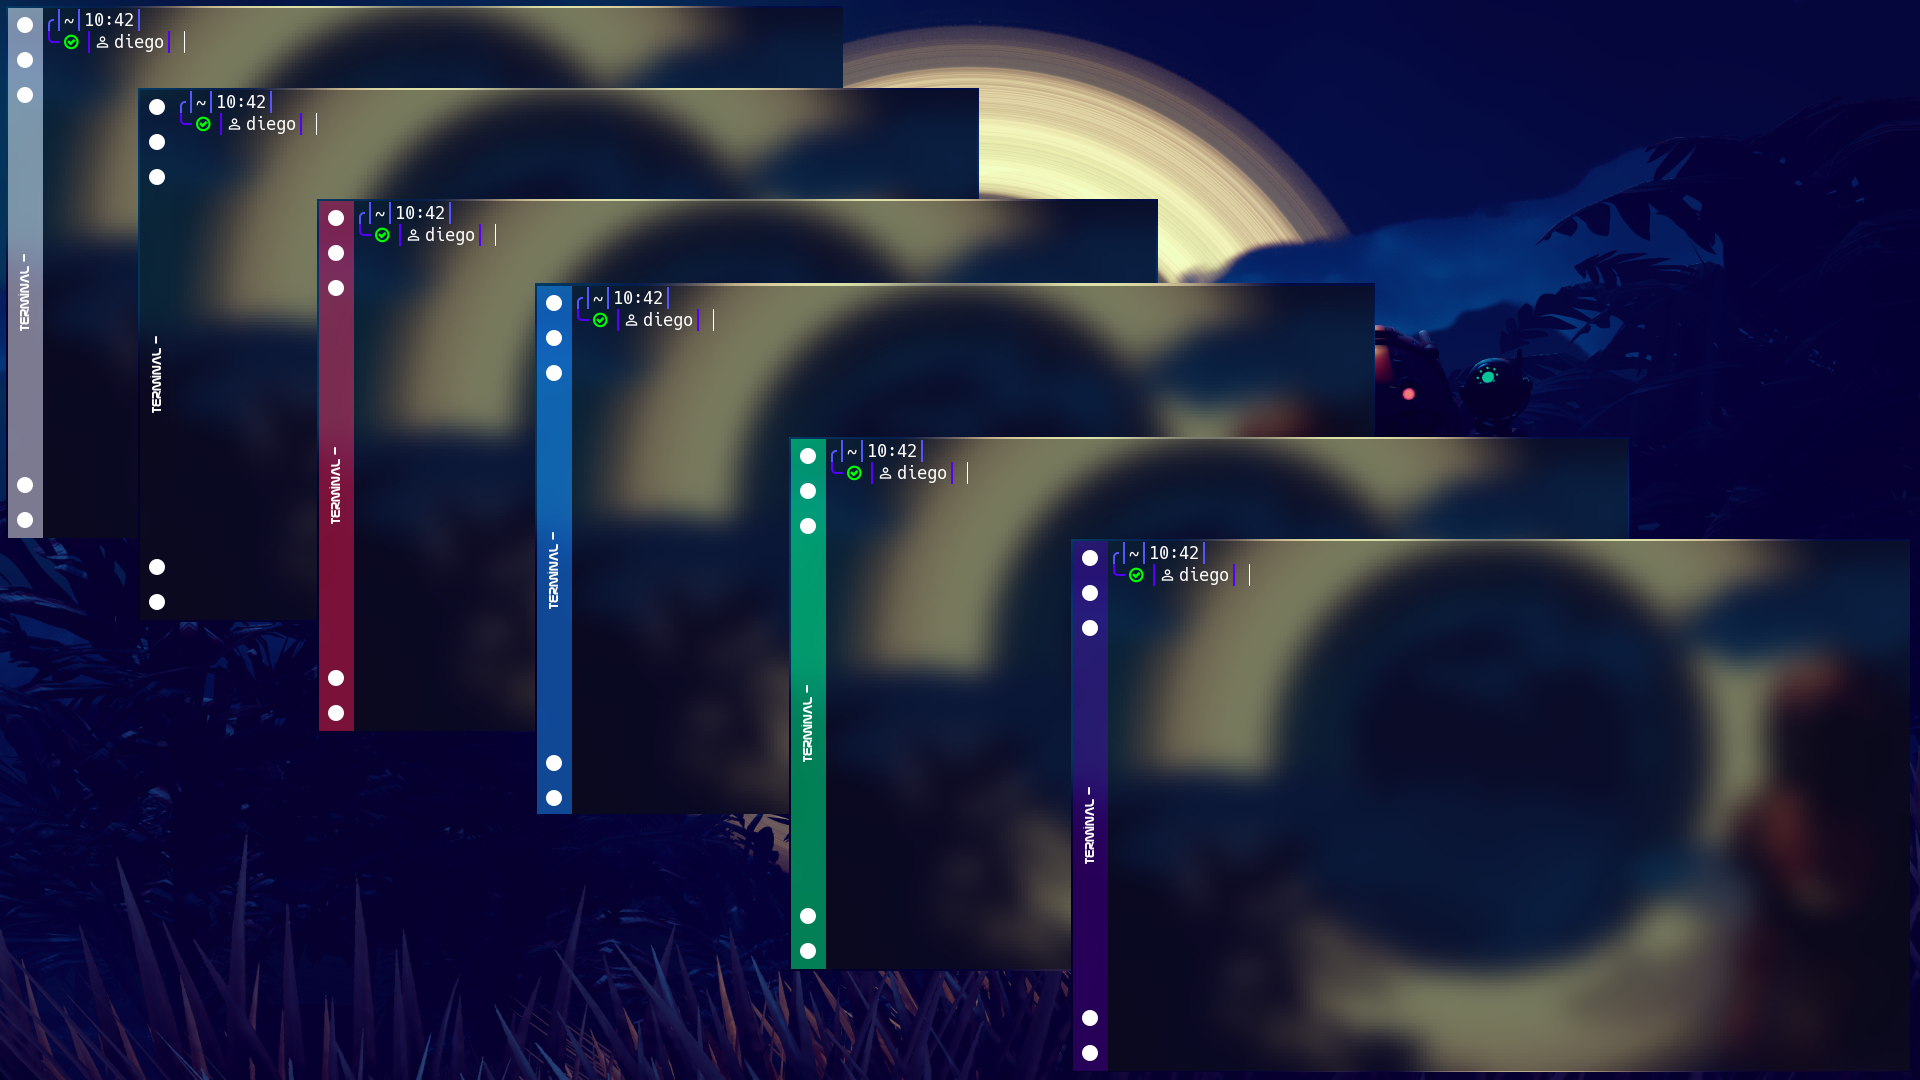 ~ 10:42
diego
TERMINAL -
~ 10:42
diego
TERMINAL -
~ 10:42
diego
TERMINAL -
~ 10:42
diego
TERMINAL -
~ 10:42
diego
TERMINAL -
~ 10:42
diego
TERMINAL -